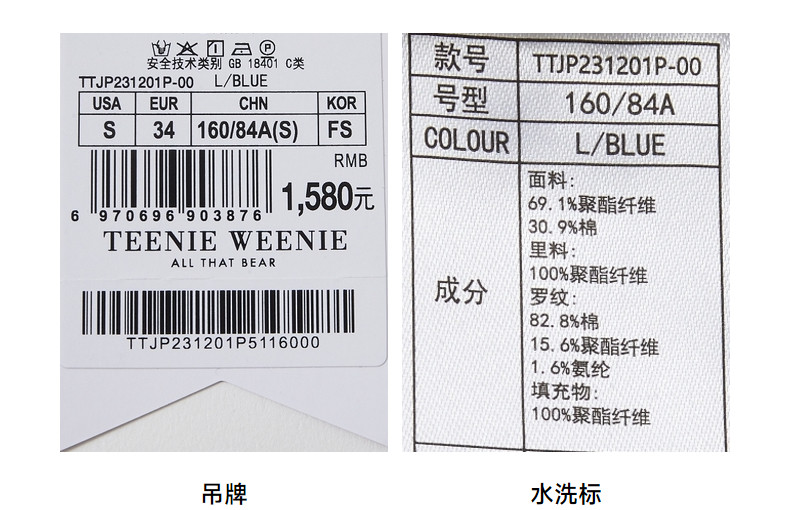 安全技术类别 GB 18401 C类
TTJP231201P-00 L/BLUE
USA EUR CHN KOR
S 34 160/84A(S) FS
RMB
1,580元
6 970696 903876
TEENIE WEENIE
ALL THAT BEAR
TTJP231201P5116000
吊牌
款号 TTJP231201P-00
号型 160/84A
COLOUR L/BLUE
成分
面料:
69.1%聚酯纤维
30.9%棉
里料:
100%聚酯纤维
罗纹:
82.8%棉
15.6%聚酯纤维
1.6%氨纶
填充物:
100%聚酯纤维
水洗标